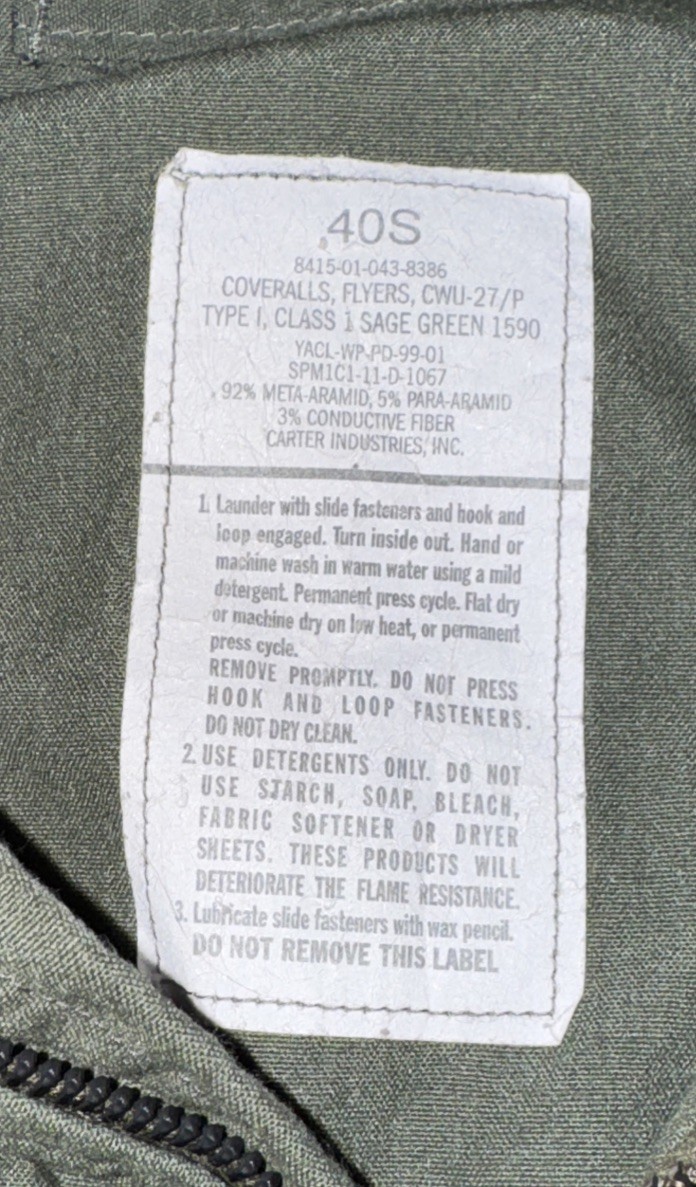 40S
8415-01-043-8386
COVERALLS, FLYERS, CWU-27/P
TYPE I, CLASS 1 SAGE GREEN 1590
YACL-WP-PD-99-01
SPM1C1-11-D-1067
92% META-ARAMID, 5% PARA-ARAMID
3% CONDUCTIVE FIBER
CARTER INDUSTRIES, INC.
1. Launder with slide fasteners and hook and
loop engaged. Turn inside out. Hand or
machine wash in warm water using a mild
detergent. Permanent press cycle. Flat dry
or machine dry on low heat, or permanent
press cycle.
REMOVE PROMPTLY. DO NOT PRESS
HOOK AND LOOP FASTENERS.
DO NOT DRY CLEAN.
2. USE DETERGENTS ONLY. DO NOT
USE STARCH, SOAP, BLEACH,
FABRIC SOFTENER OR DRYER
SHEETS. THESE PRODUCTS WILL
DETERIORATE THE FLAME RESISTANCE.
3. Lubricate slide fasteners with wax pencil.
DO NOT REMOVE THIS LABEL